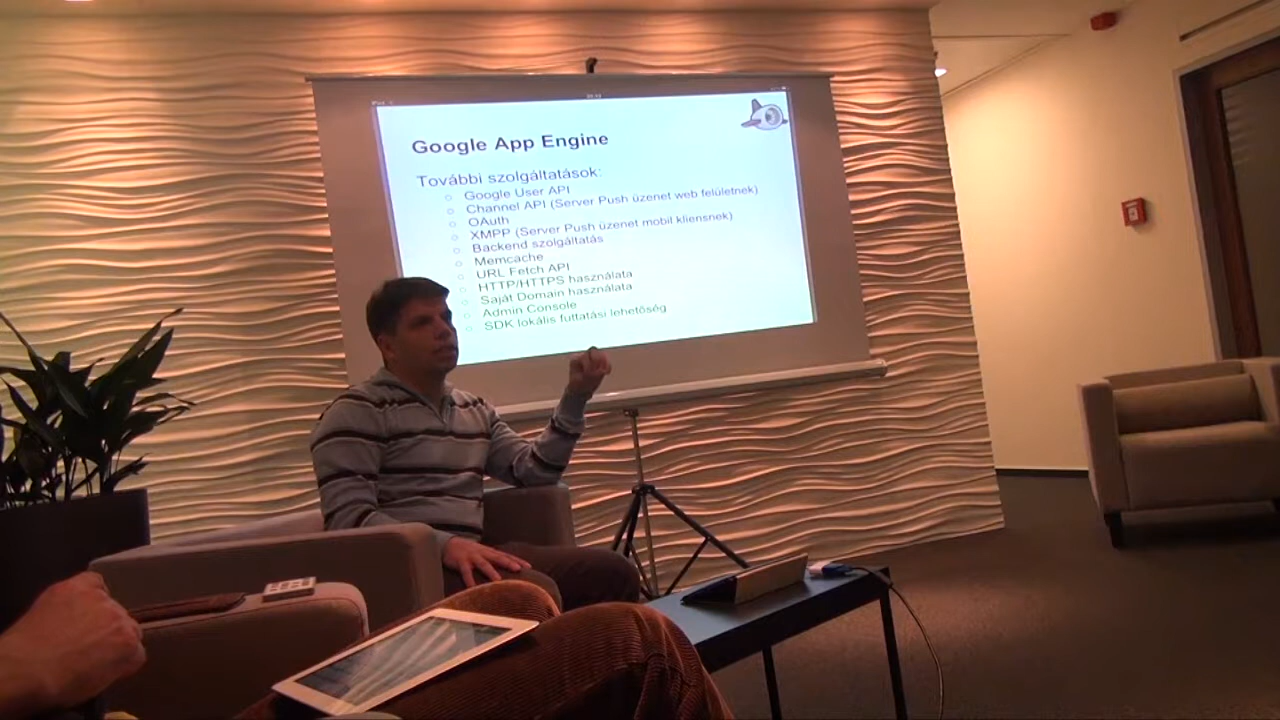 Google App Engine
További szolgáltatások:
Google User API
Channel API (Server Push üzenet web felületnek)
OAuth
XMPP (Server Push üzenet mobil kliensnek)
Backend szolgáltatás
Memcache
URL Fetch API
HTTP/HTTPS használata
Saját Domain használata
Admin Console
SDK lokális futtatási lehetőség